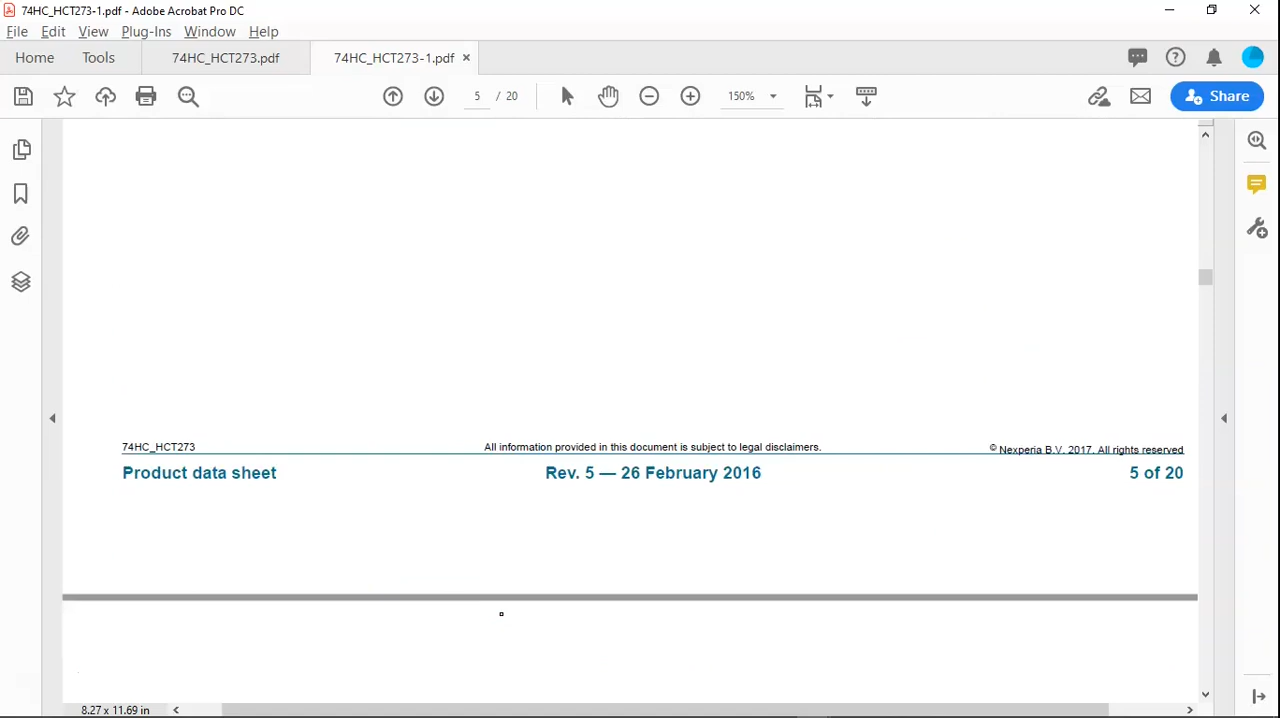 74HC_HCT273-1.pdf - Adobe Acrobat Pro DC
File Edit View Plug-Ins Window Help
Home Tools 74HC_HCT273.pdf 74HC_HCT273-1.pdf ×
5 / 20 150% Share
74HC_HCT273 All information provided in this document is subject to legal disclaimers. © Nexperia B.V. 2017. All rights reserved
Product data sheet Rev. 5 — 26 February 2016 5 of 20
8.27 x 11.69 in